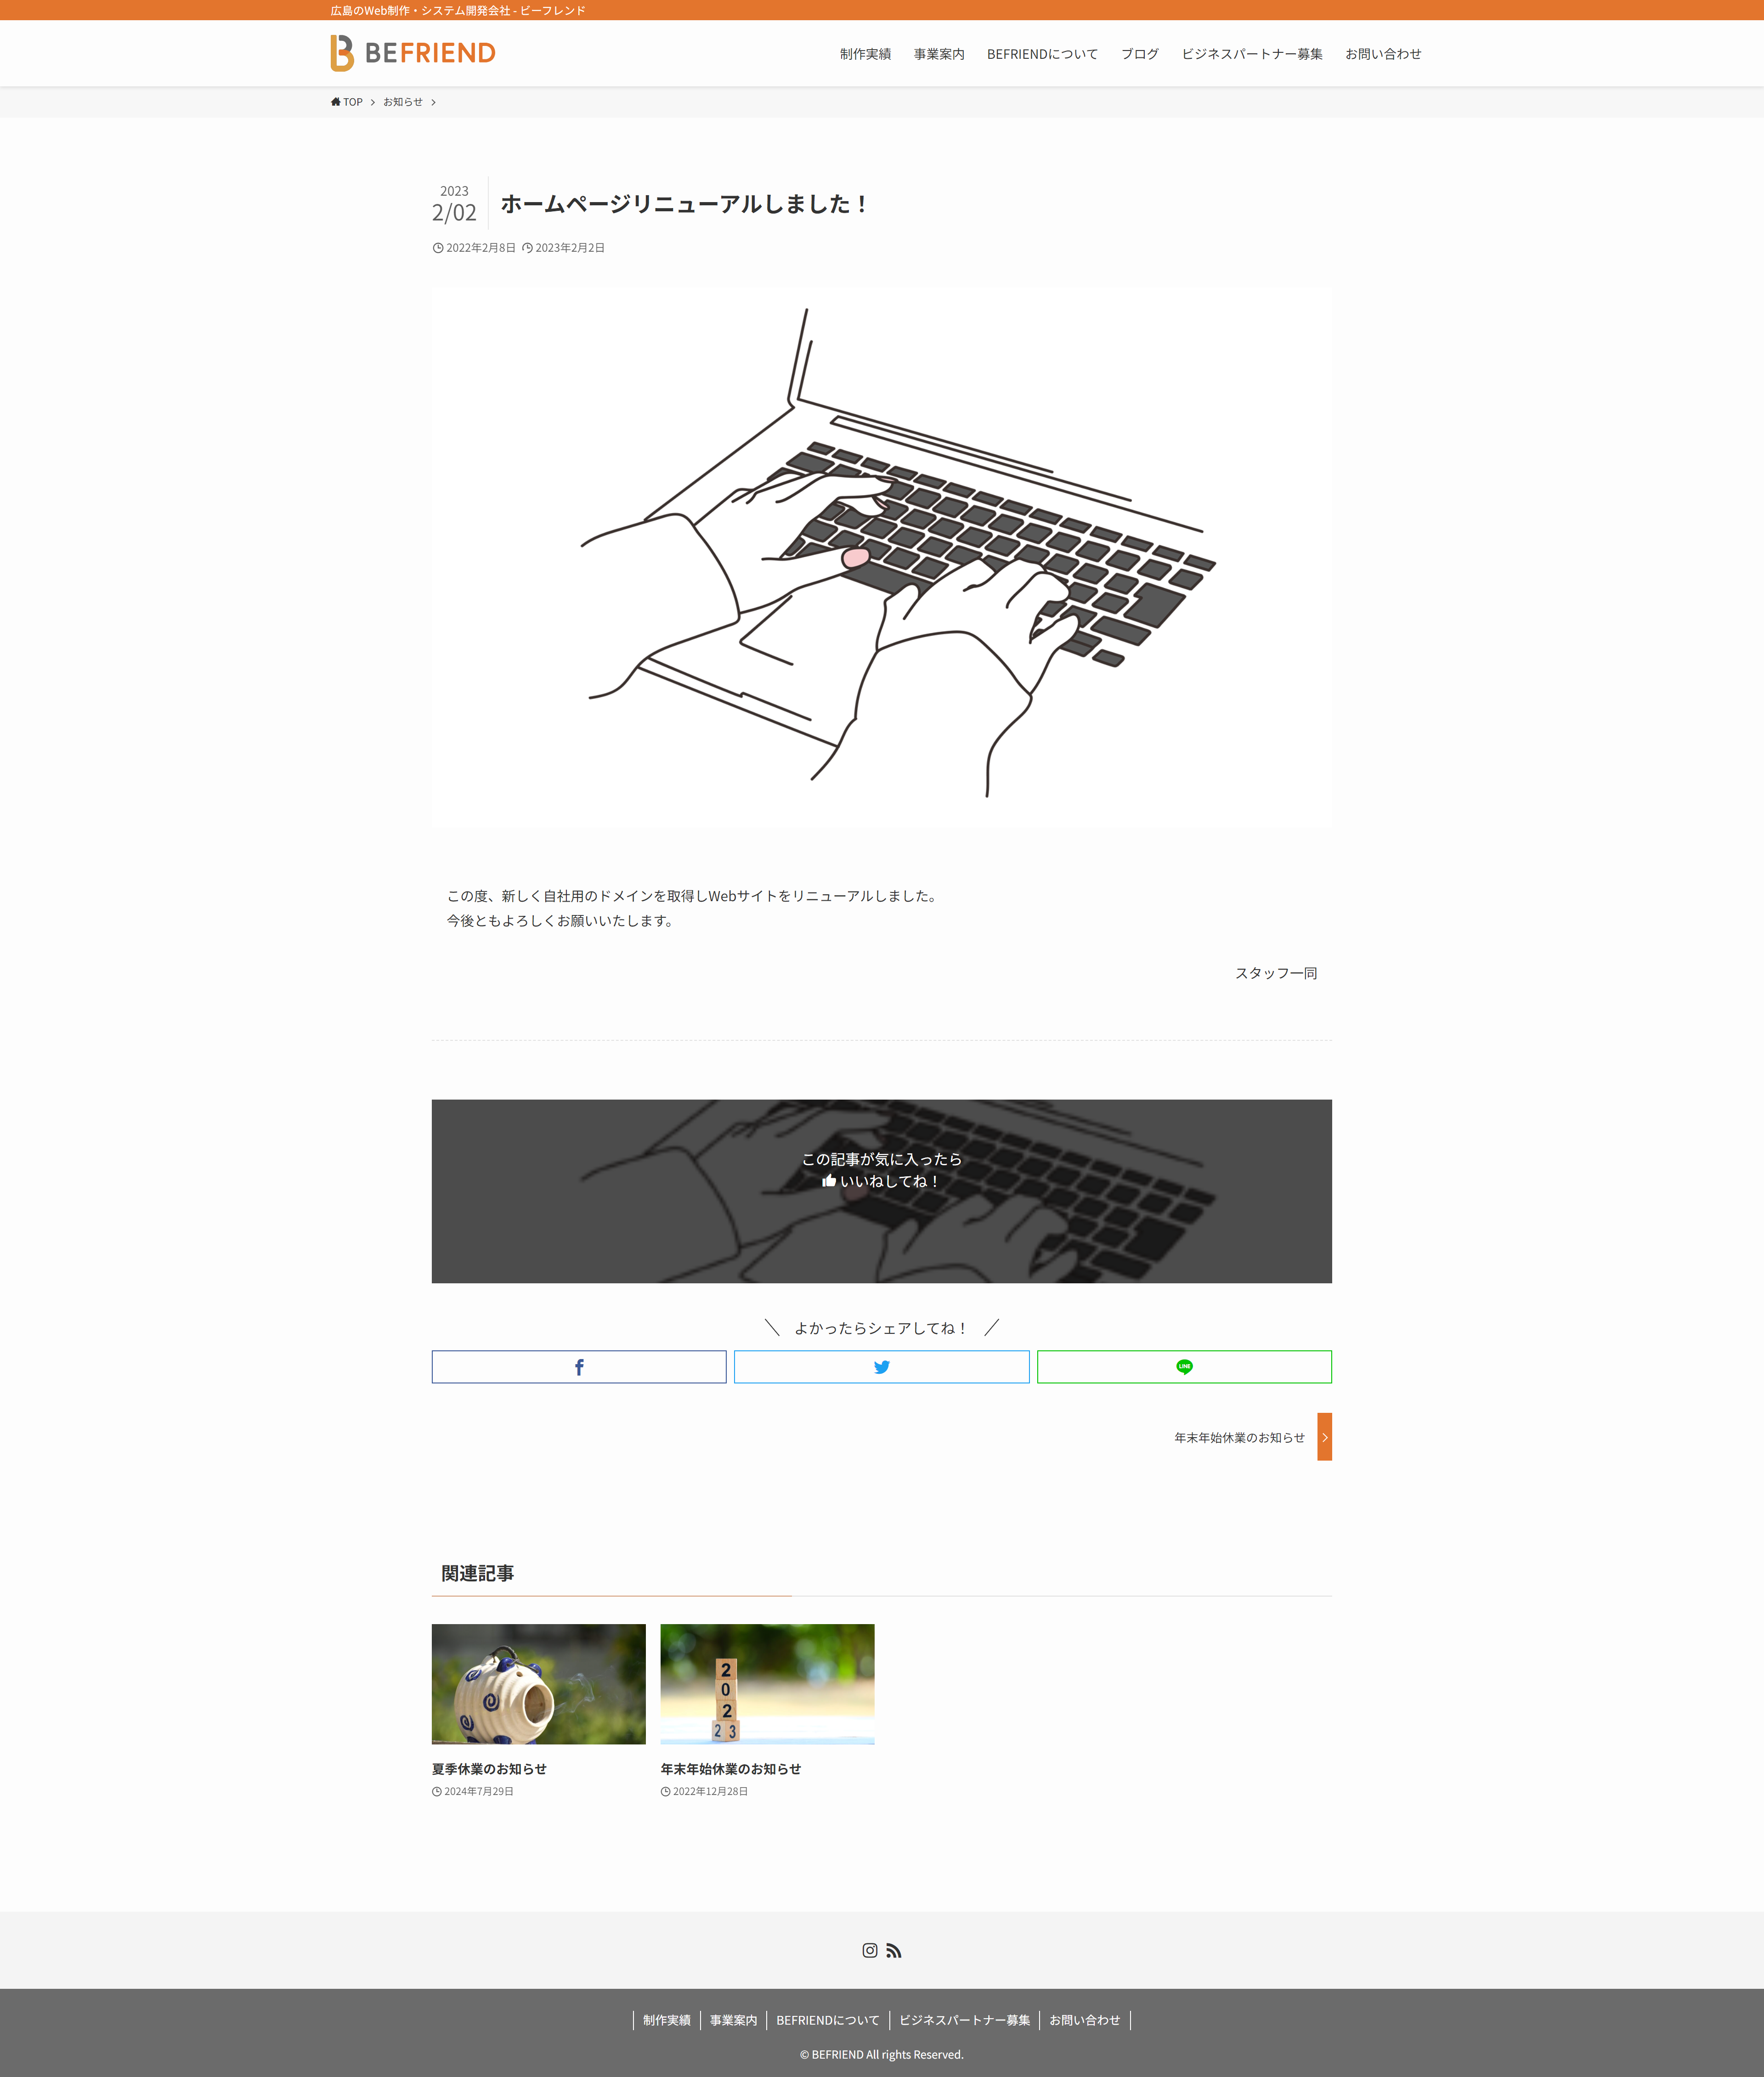 広島のWeb制作・システム開発会社 - ビーフレンド
BEFRIEND
制作実績 事業案内 BEFRIENDについて ブログ ビジネスパートナー募集 お問い合わせ
TOP お知らせ
2023
2/02
ホームページリニューアルしました！
2022年2月8日 2023年2月2日
この度、新しく自社用のドメインを取得しWebサイトをリニューアルしました。
今後ともよろしくお願いいたします。
スタッフ一同
この記事が気に入ったら
いいねしてね！
よかったらシェアしてね！
LINE
年末年始休業のお知らせ
関連記事
2
0
2
2 3
夏季休業のお知らせ
2024年7月29日
年末年始休業のお知らせ
2022年12月28日
制作実績 事業案内 BEFRIENDについて ビジネスパートナー募集 お問い合わせ
© BEFRIEND All rights Reserved.